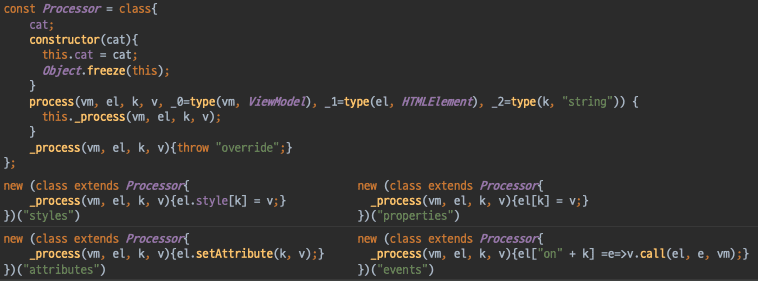 const Processor = class{
    cat;
    constructor(cat){
      this.cat = cat;
      Object.freeze(this);
    }
    process(vm, el, k, v, _0=type(vm, ViewModel), _1=type(el, HTMLElement), _2=type(k, "string")) {
      this._process(vm, el, k, v);
    }
    _process(vm, el, k, v){throw "override";}
};
new (class extends Processor{
    _process(vm, el, k, v){el.style[k] = v;}
})("styles")
new (class extends Processor{
  _process(vm, el, k, v){el[k] = v;}
})("properties")
new (class extends Processor{
    _process(vm, el, k, v){el.setAttribute(k, v);}
})("attributes")
new (class extends Processor{
  _process(vm, el, k, v){el["on" + k] =e=>v.call(el, e, vm);}
})("events")